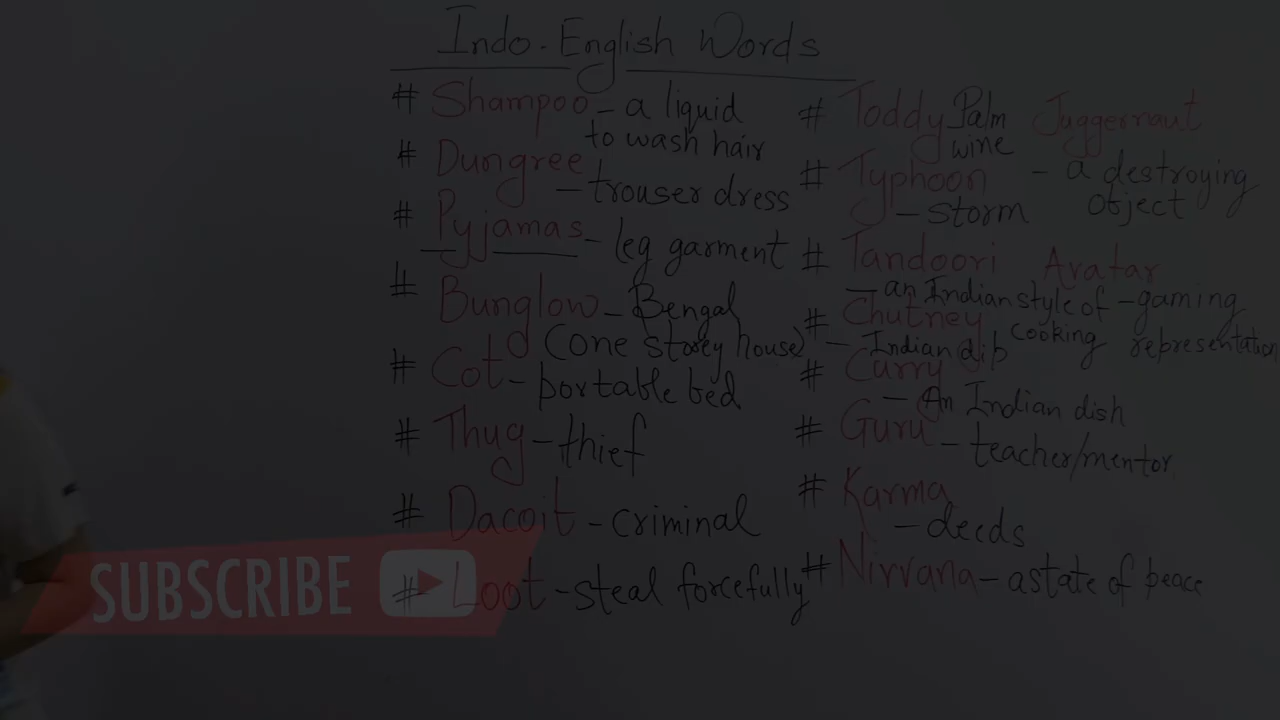 Indo-English Words
# Shampoo - a liquid
to wash hair
# Dungree
- trouser dress
# Pyjamas - leg garment
# Bunglow - Bengal
(one storey house)
# Cot - portable bed
# Thug - thief
# Dacoit - criminal
# Loot - steal forcefully
# Toddy Palm
wine
# Typhoon
- storm
# Tandoori
- an Indian style of
cooking
# Chutney
- Indian dip
# Curry
- An Indian dish
# Guru - teacher/mentor
# Karma
- deeds
# Nirvana - a state of peace
Juggernaut
- a destroying
object
Avatar
- gaming
representation
SUBSCRIBE